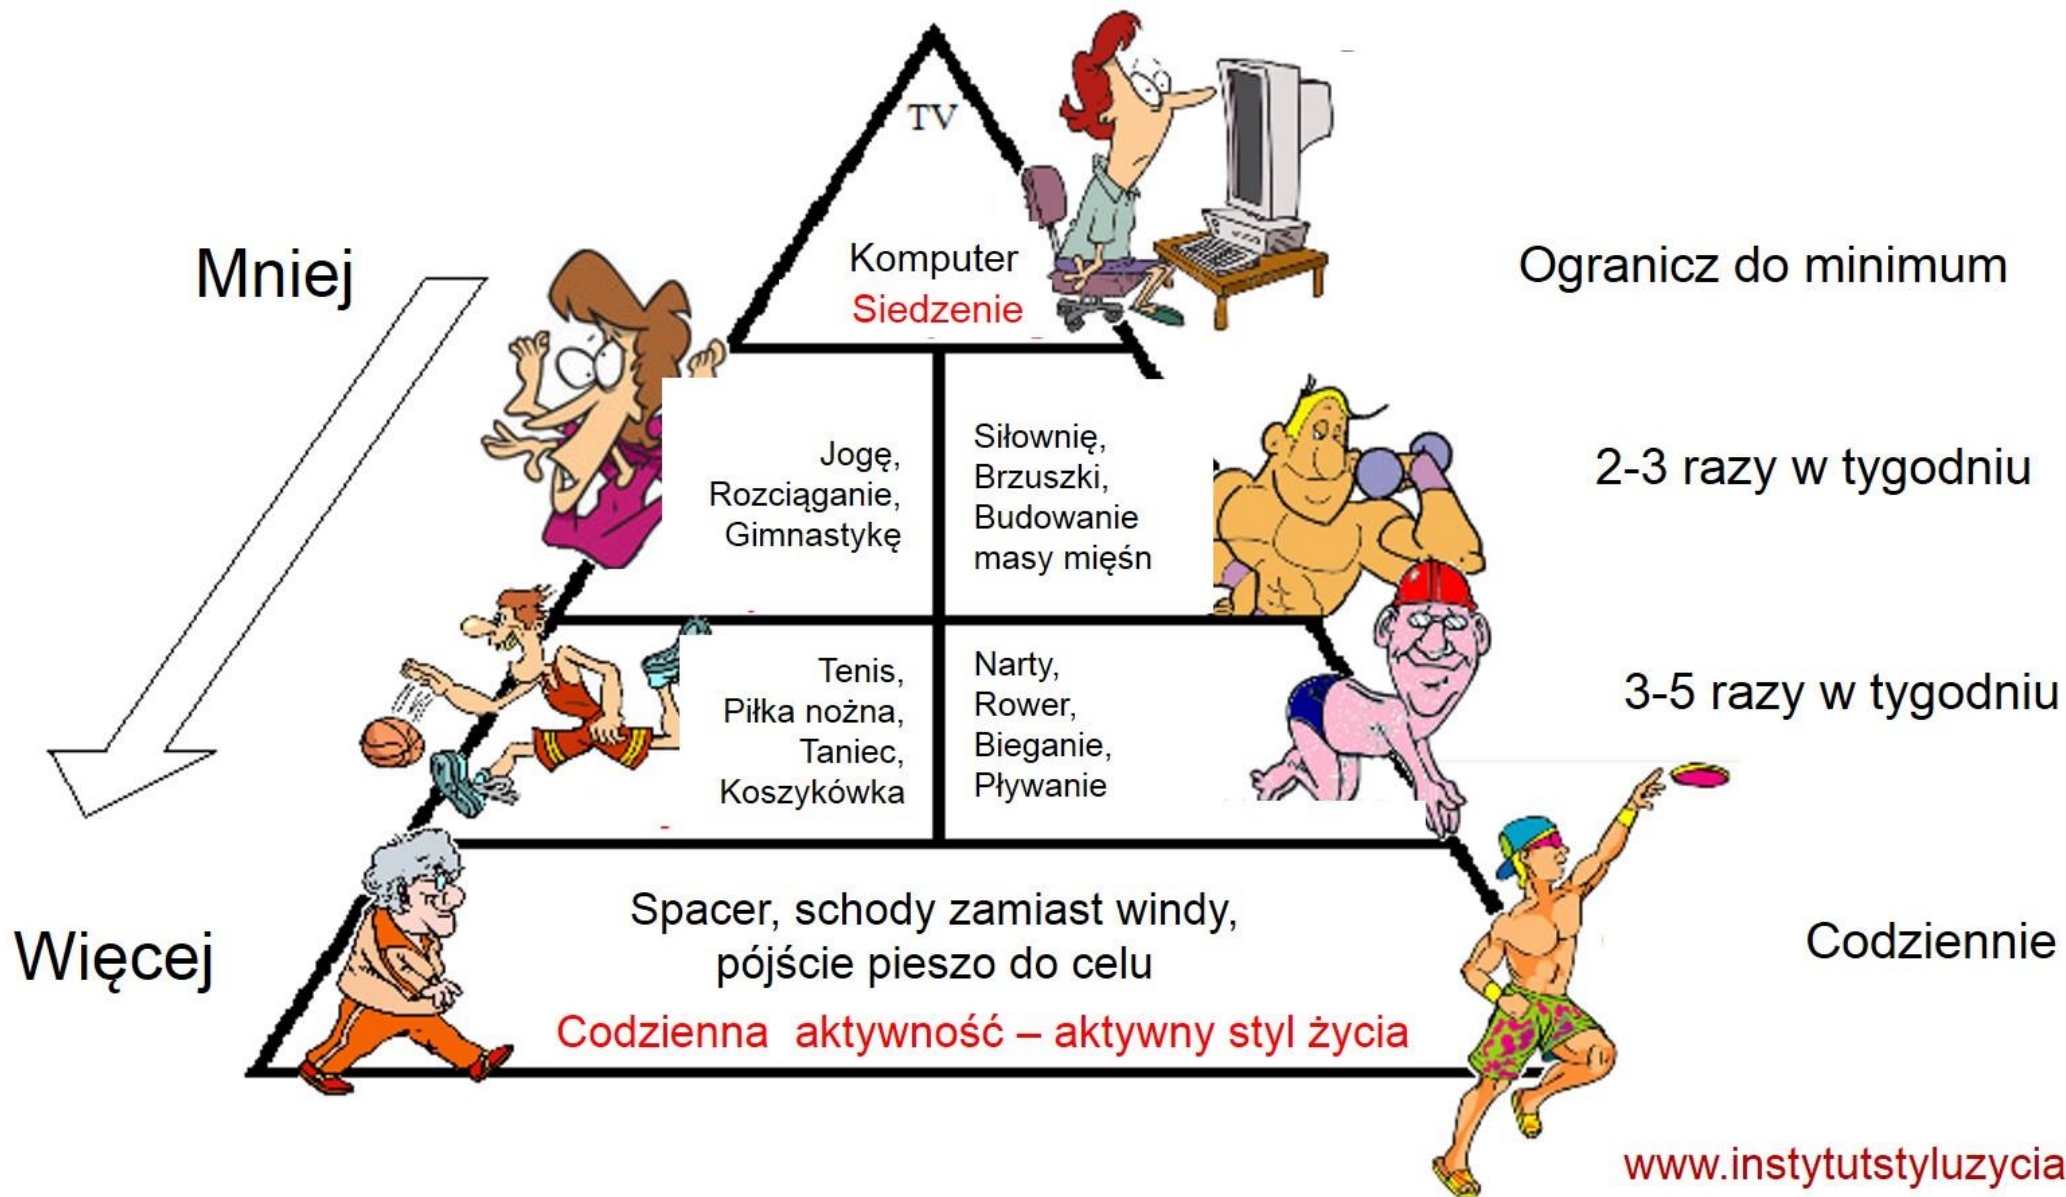 TV
Mniej
Komputer
Siedzenie
Ogranicz do minimum
Jogę,
Rozciąganie,
Gimnastykę
Siłownię,
Brzuszki,
Budowanie
masy mięśn
2-3 razy w tygodniu
Tenis,
Piłka nożna,
Taniec,
Koszykówka
Narty,
Rower,
Bieganie,
Pływanie
3-5 razy w tygodniu
Więcej
Spacer, schody zamiast windy,
pójście pieszo do celu
Codzienna aktywność – aktywny styl życia
Codziennie
www.instytutstyluzycia